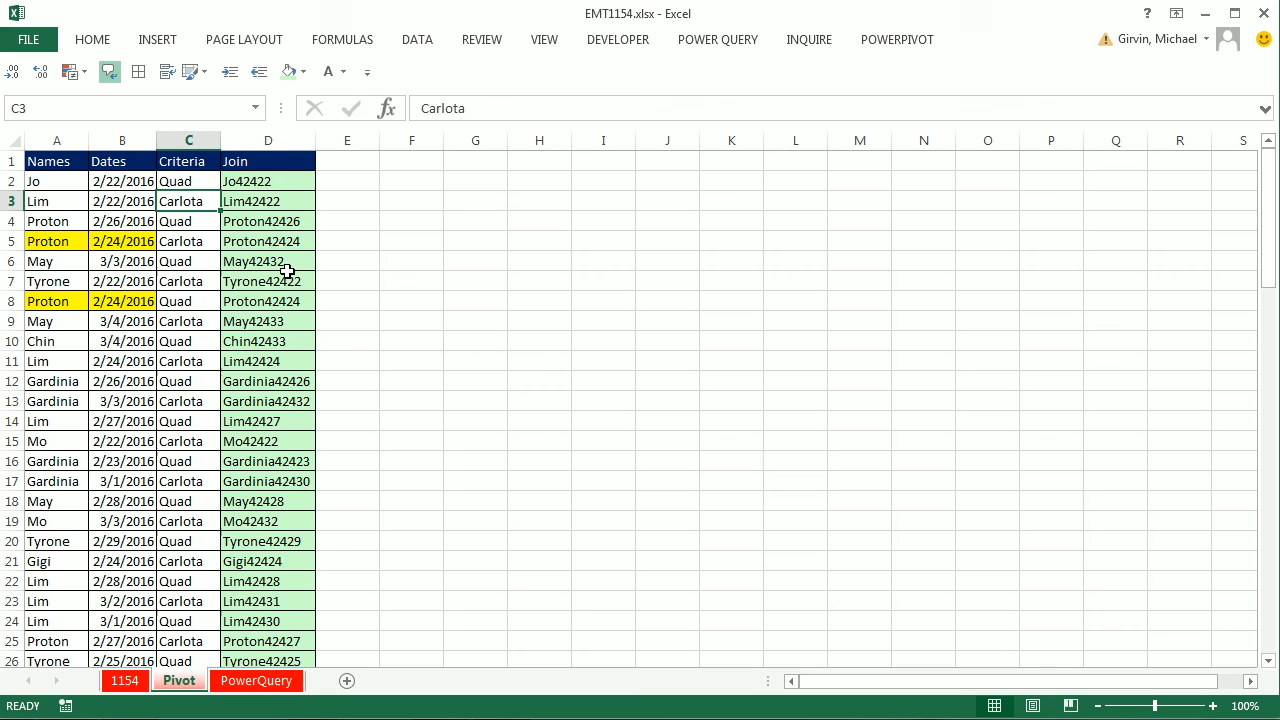 EMT1154.xlsx - Excel
FILE HOME INSERT PAGE LAYOUT FORMULAS DATA REVIEW VIEW DEVELOPER POWER QUERY INQUIRE POWERPIVOT Girvin, Michael
C3 fx Carlota
A B C D E F G H I J K L M N O P Q R S
1 Names Dates Criteria Join
2 Jo 2/22/2016 Quad Jo42422
3 Lim 2/22/2016 Carlota Lim42422
4 Proton 2/26/2016 Quad Proton42426
5 Proton 2/24/2016 Carlota Proton42424
6 May 3/3/2016 Quad May42432
7 Tyrone 2/22/2016 Carlota Tyrone42422
8 Proton 2/24/2016 Quad Proton42424
9 May 3/4/2016 Carlota May42433
10 Chin 3/4/2016 Quad Chin42433
11 Lim 2/24/2016 Carlota Lim42424
12 Gardinia 2/26/2016 Quad Gardinia42426
13 Gardinia 3/3/2016 Carlota Gardinia42432
14 Lim 2/27/2016 Quad Lim42427
15 Mo 2/22/2016 Carlota Mo42422
16 Gardinia 2/23/2016 Quad Gardinia42423
17 Gardinia 3/1/2016 Carlota Gardinia42430
18 May 2/28/2016 Quad May42428
19 Mo 3/3/2016 Carlota Mo42432
20 Tyrone 2/29/2016 Quad Tyrone42429
21 Gigi 2/24/2016 Carlota Gigi42424
22 Lim 2/28/2016 Quad Lim42428
23 Lim 3/2/2016 Carlota Lim42431
24 Lim 3/1/2016 Quad Lim42430
25 Proton 2/27/2016 Carlota Proton42427
26 Tyrone 2/25/2016 Quad Tyrone42425
1154 Pivot PowerQuery
READY 100%